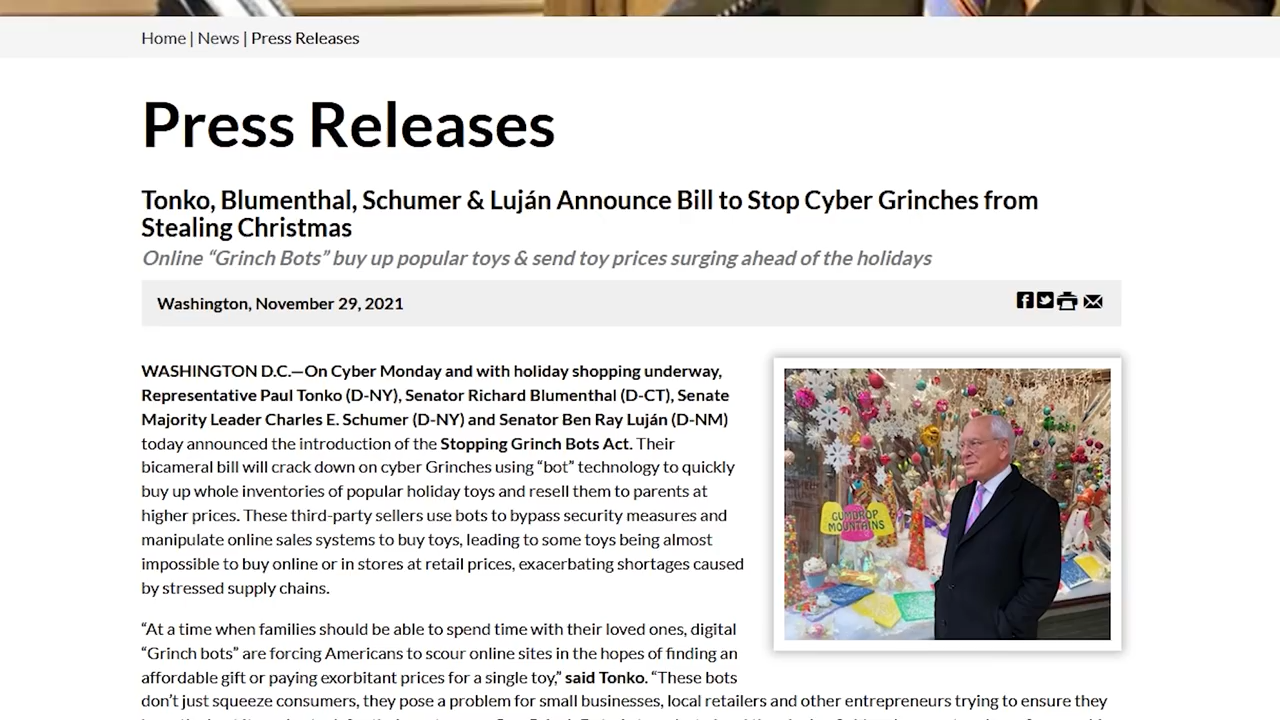 Home | News | Press Releases
Press Releases
Tonko, Blumenthal, Schumer & Luján Announce Bill to Stop Cyber Grinches from
Stealing Christmas
Online “Grinch Bots” buy up popular toys & send toy prices surging ahead of the holidays
Washington, November 29, 2021
WASHINGTON D.C.—On Cyber Monday and with holiday shopping underway,
Representative Paul Tonko (D-NY), Senator Richard Blumenthal (D-CT), Senate
Majority Leader Charles E. Schumer (D-NY) and Senator Ben Ray Luján (D-NM)
today announced the introduction of the Stopping Grinch Bots Act. Their
bicameral bill will crack down on cyber Grinches using “bot” technology to quickly
buy up whole inventories of popular holiday toys and resell them to parents at
higher prices. These third-party sellers use bots to bypass security measures and
manipulate online sales systems to buy toys, leading to some toys being almost
impossible to buy online or in stores at retail prices, exacerbating shortages caused
by stressed supply chains.
GUMDROP
MOUNTAINS
“At a time when families should be able to spend time with their loved ones, digital
“Grinch bots” are forcing Americans to scour online sites in the hopes of finding an
affordable gift or paying exorbitant prices for a single toy,” said Tonko. “These bots
don’t just squeeze consumers, they pose a problem for small businesses, local retailers and other entrepreneurs trying to ensure they